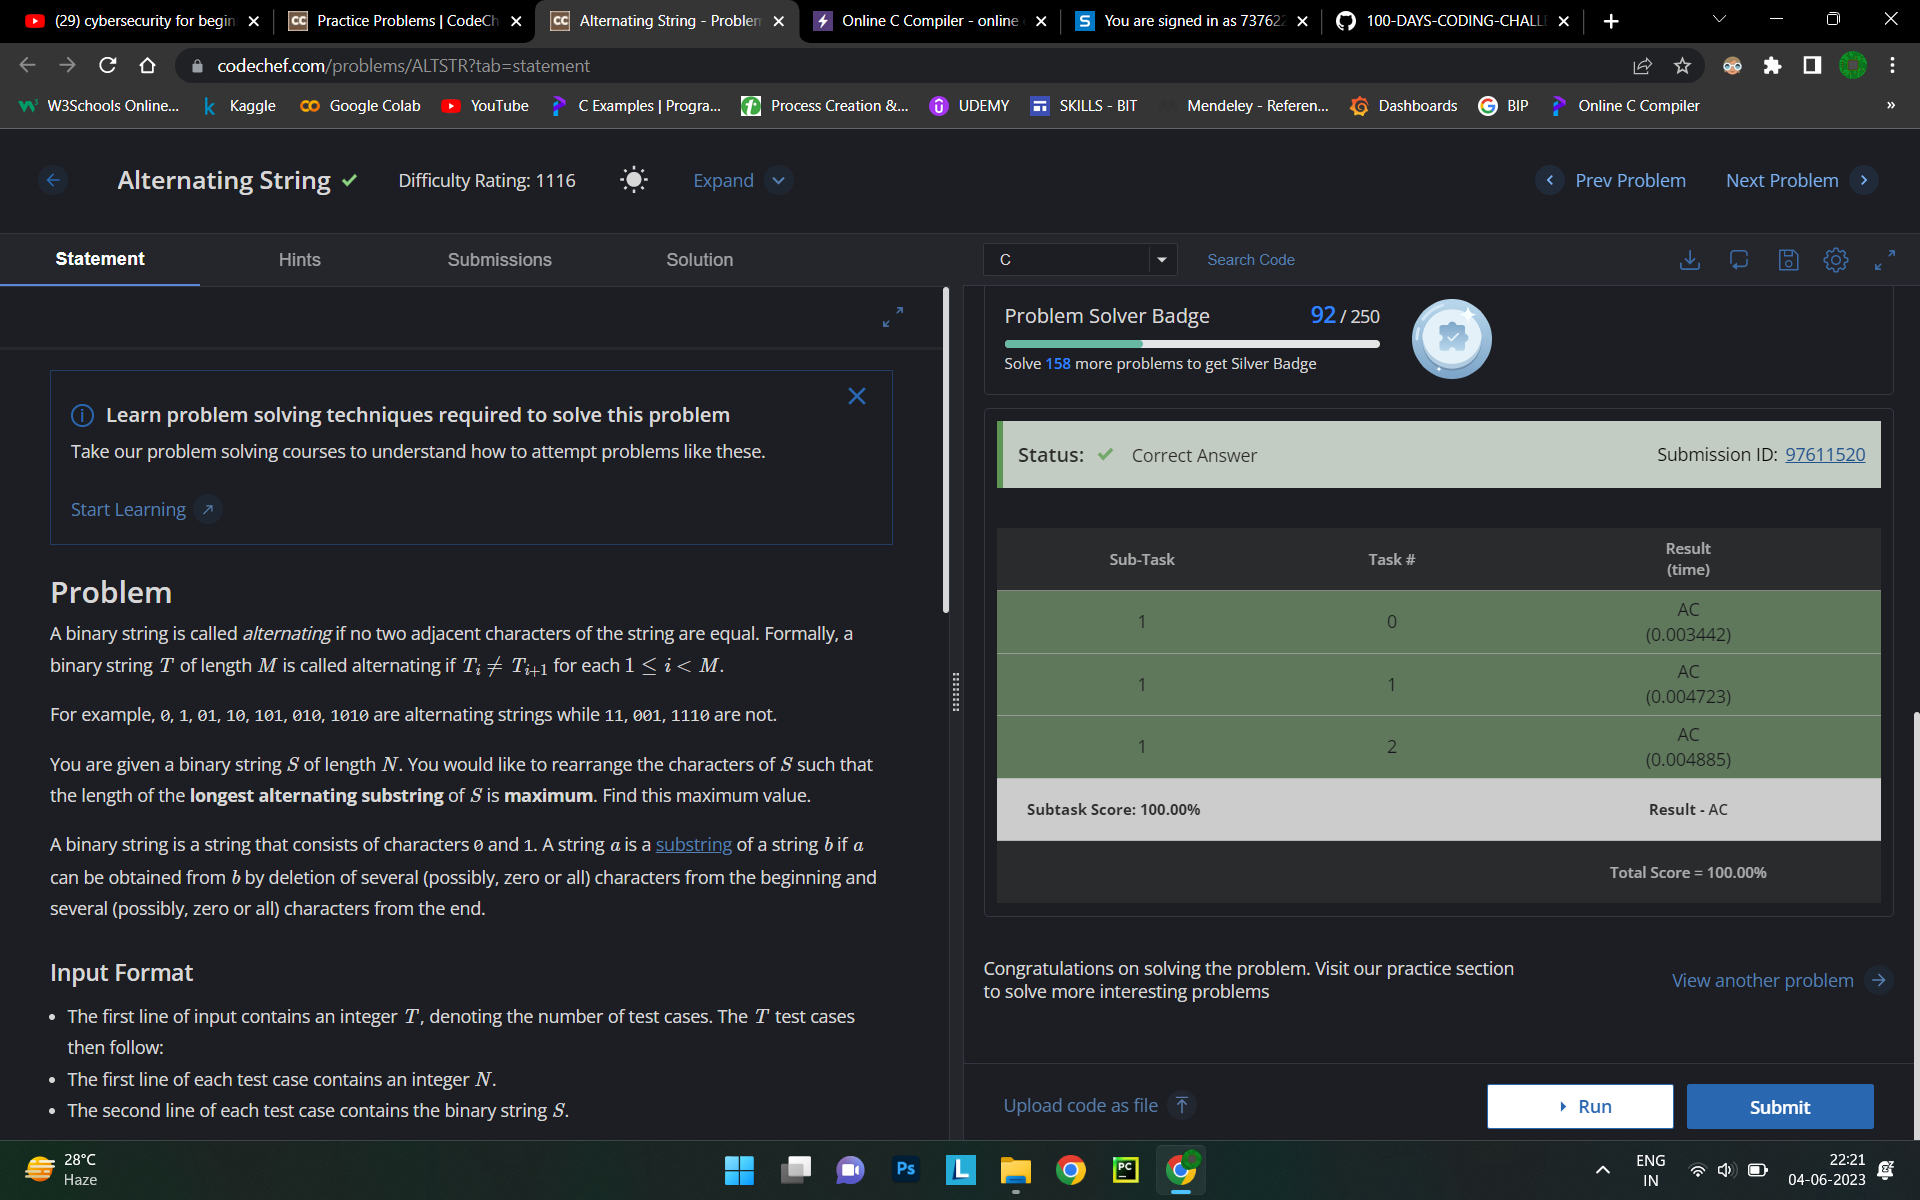 (29) cybersecurity for begin
Practice Problems | CodeCh
Alternating String - Problem
Online C Compiler - online
You are signed in as 73762
100-DAYS-CODING-CHALL
codechef.com/problems/ALTSTR?tab=statement
W3Schools Online... Kaggle Google Colab YouTube C Examples | Progra... Process Creation &... UDEMY SKILLS - BIT Mendeley - Referen... Dashboards BIP Online C Compiler »
Alternating String Difficulty Rating: 1116 Expand Prev Problem Next Problem
Statement Hints Submissions Solution
Learn problem solving techniques required to solve this problem
Take our problem solving courses to understand how to attempt problems like these.
Start Learning
Problem
A binary string is called alternating if no two adjacent characters of the string are equal. Formally, a
binary string T of length M is called alternating if Tᵢ ≠ Tᵢ₊₁ for each 1 ≤ i < M.
For example, 0, 1, 01, 10, 101, 010, 1010 are alternating strings while 11, 001, 1110 are not.
You are given a binary string S of length N. You would like to rearrange the characters of S such that
the length of the longest alternating substring of S is maximum. Find this maximum value.
A binary string is a string that consists of characters 0 and 1. A string a is a substring of a string b if a
can be obtained from b by deletion of several (possibly, zero or all) characters from the beginning and
several (possibly, zero or all) characters from the end.
Input Format
• The first line of input contains an integer T, denoting the number of test cases. The T test cases
then follow:
• The first line of each test case contains an integer N.
• The second line of each test case contains the binary string S.
C Search Code
Problem Solver Badge 92 / 250
Solve 158 more problems to get Silver Badge
Status: Correct Answer Submission ID: 97611520
Sub-Task Task # Result
(time)
1 0 AC
(0.003442)
1 1 AC
(0.004723)
1 2 AC
(0.004885)
Subtask Score: 100.00% Result - AC
Total Score = 100.00%
Congratulations on solving the problem. Visit our practice section
to solve more interesting problems
View another problem
Upload code as file Run Submit
28°C
Haze
Ps
L
PC
ENG
IN
22:21
04-06-2023